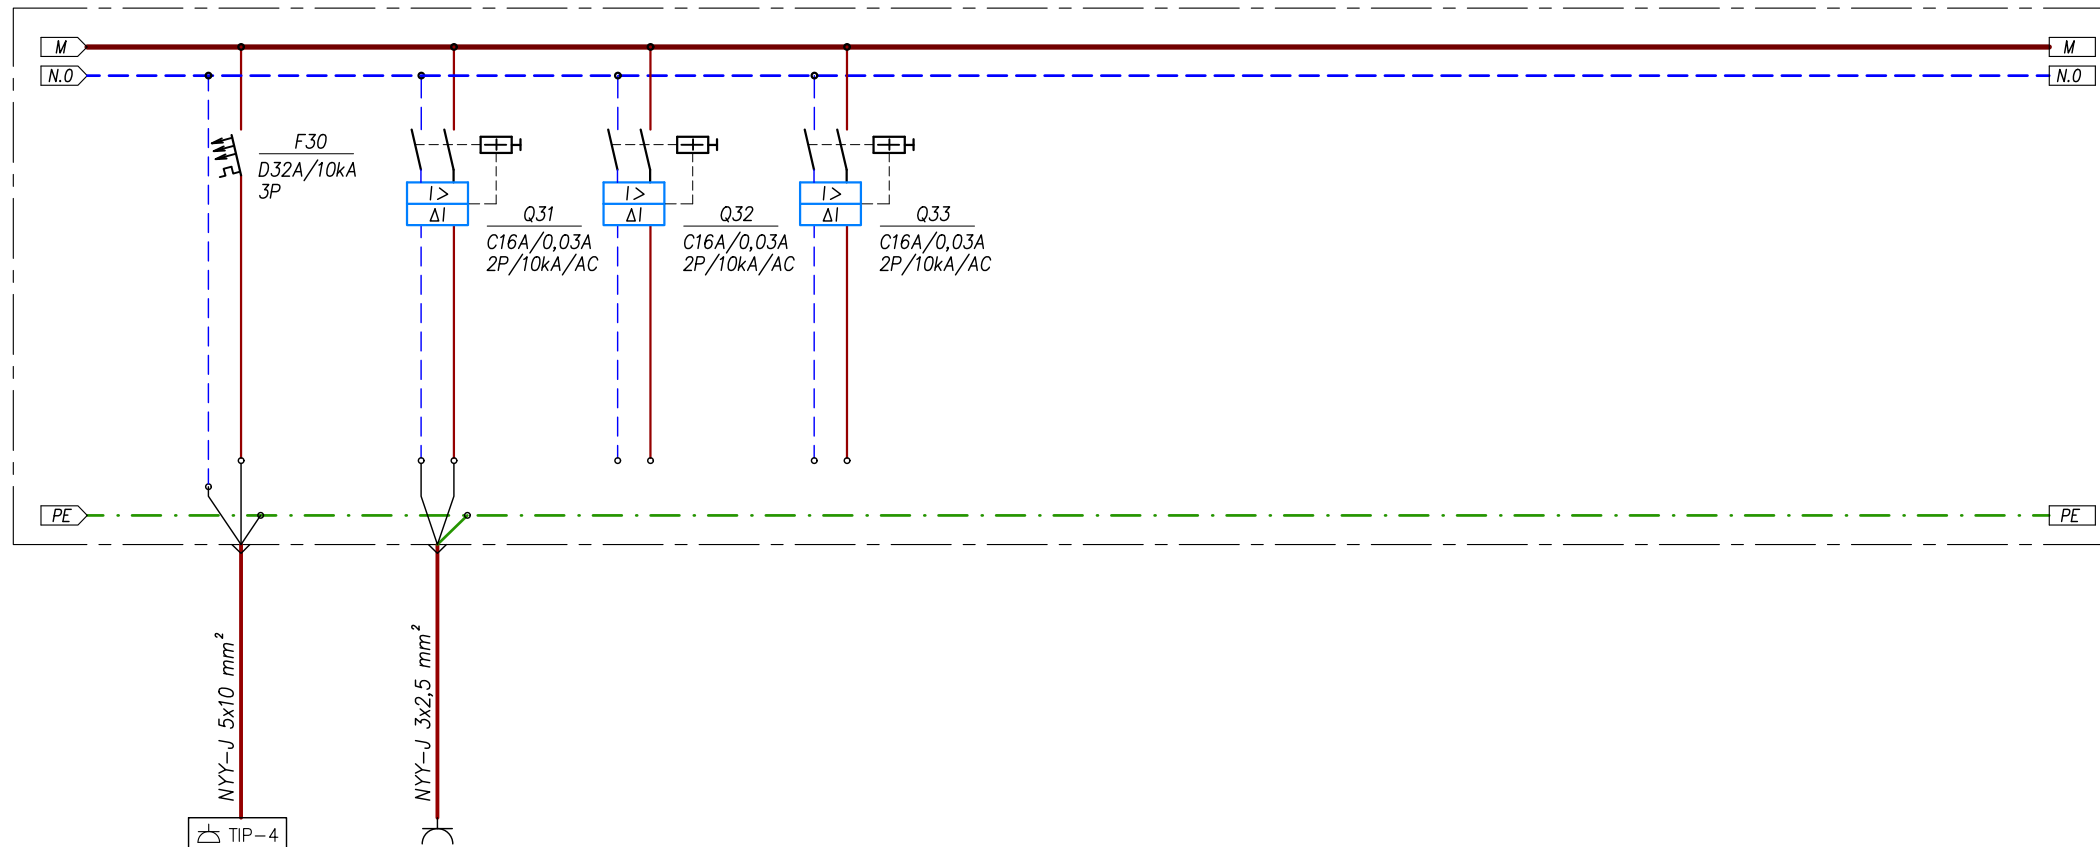 M
M
N.0
N.0
F30
D32A/10kA
3P
I>
ΔI
Q31
C16A/0,03A
2P/10kA/AC
I>
ΔI
Q32
C16A/0,03A
2P/10kA/AC
I>
ΔI
Q33
C16A/0,03A
2P/10kA/AC
PE
PE
NYY-J 5x10 mm²
NYY-J 3x2,5 mm²
TIP-4